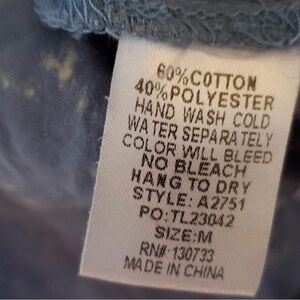 60%COTTON
40%POLYESTER
HAND WASH COLD
WATER SEPARATELY
COLOR WILL BLEED
NO BLEACH
HANG TO DRY
STYLE: A2751
PO:TL23042
SIZE:M
RN#:130733
MADE IN CHINA